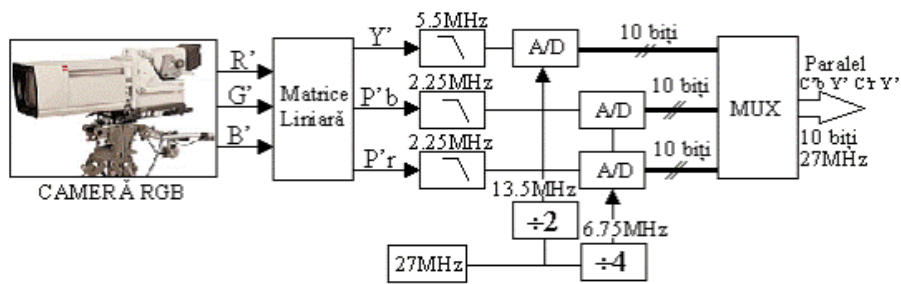 R'
G'
B'
CAMERĂ RGB
Matrice
Liniară
Y'
P'b
P'r
5.5MHz
2.25MHz
2.25MHz
A/D
A/D
A/D
10 biți
10 biți
10 biți
MUX
Paralel
C'b Y' C'r Y'
10 biți
27MHz
13.5MHz
÷2
6.75MHz
27MHz
÷4